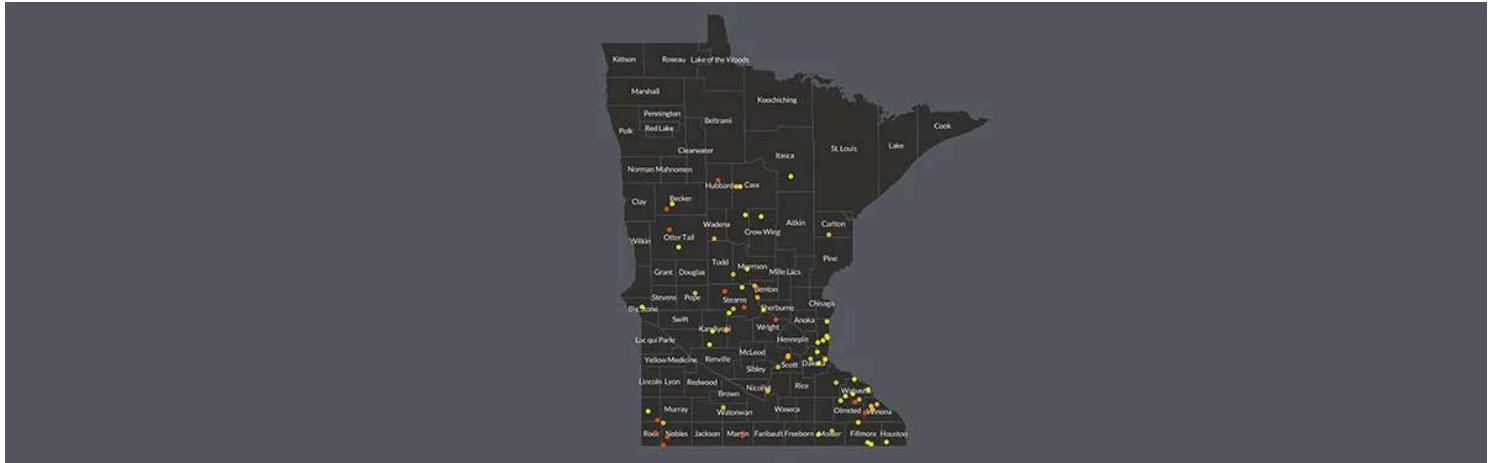 Kittson
Roseau
Lake of the Woods
Marshall
Koochiching
Pennington
Polk
Red Lake
Beltrami
Cook
Clearwater
Itasca
St. Louis
Lake
Norman
Mahnomen
Hubbard
Cass
Clay
Becker
Wadena
Aitkin
Carlton
Wilkin
Otter Tail
Crow Wing
Todd
Morrison
Mille Lacs
Pine
Grant
Douglas
Benton
Stevens
Pope
Stearns
Big Stone
Sherburne
Chisago
Swift
Kandiyohi
Wright
Anoka
Lac qui Parle
Hennepin
McLeod
Yellow Medicine
Renville
Scott
Dakota
Sibley
Lincoln
Lyon
Redwood
Nicollet
Rice
Wabasha
Brown
Murray
Watonwan
Waseca
Olmsted
Winona
Rock
Nobles
Jackson
Martin
Faribault
Freeborn
Mower
Fillmore
Houston